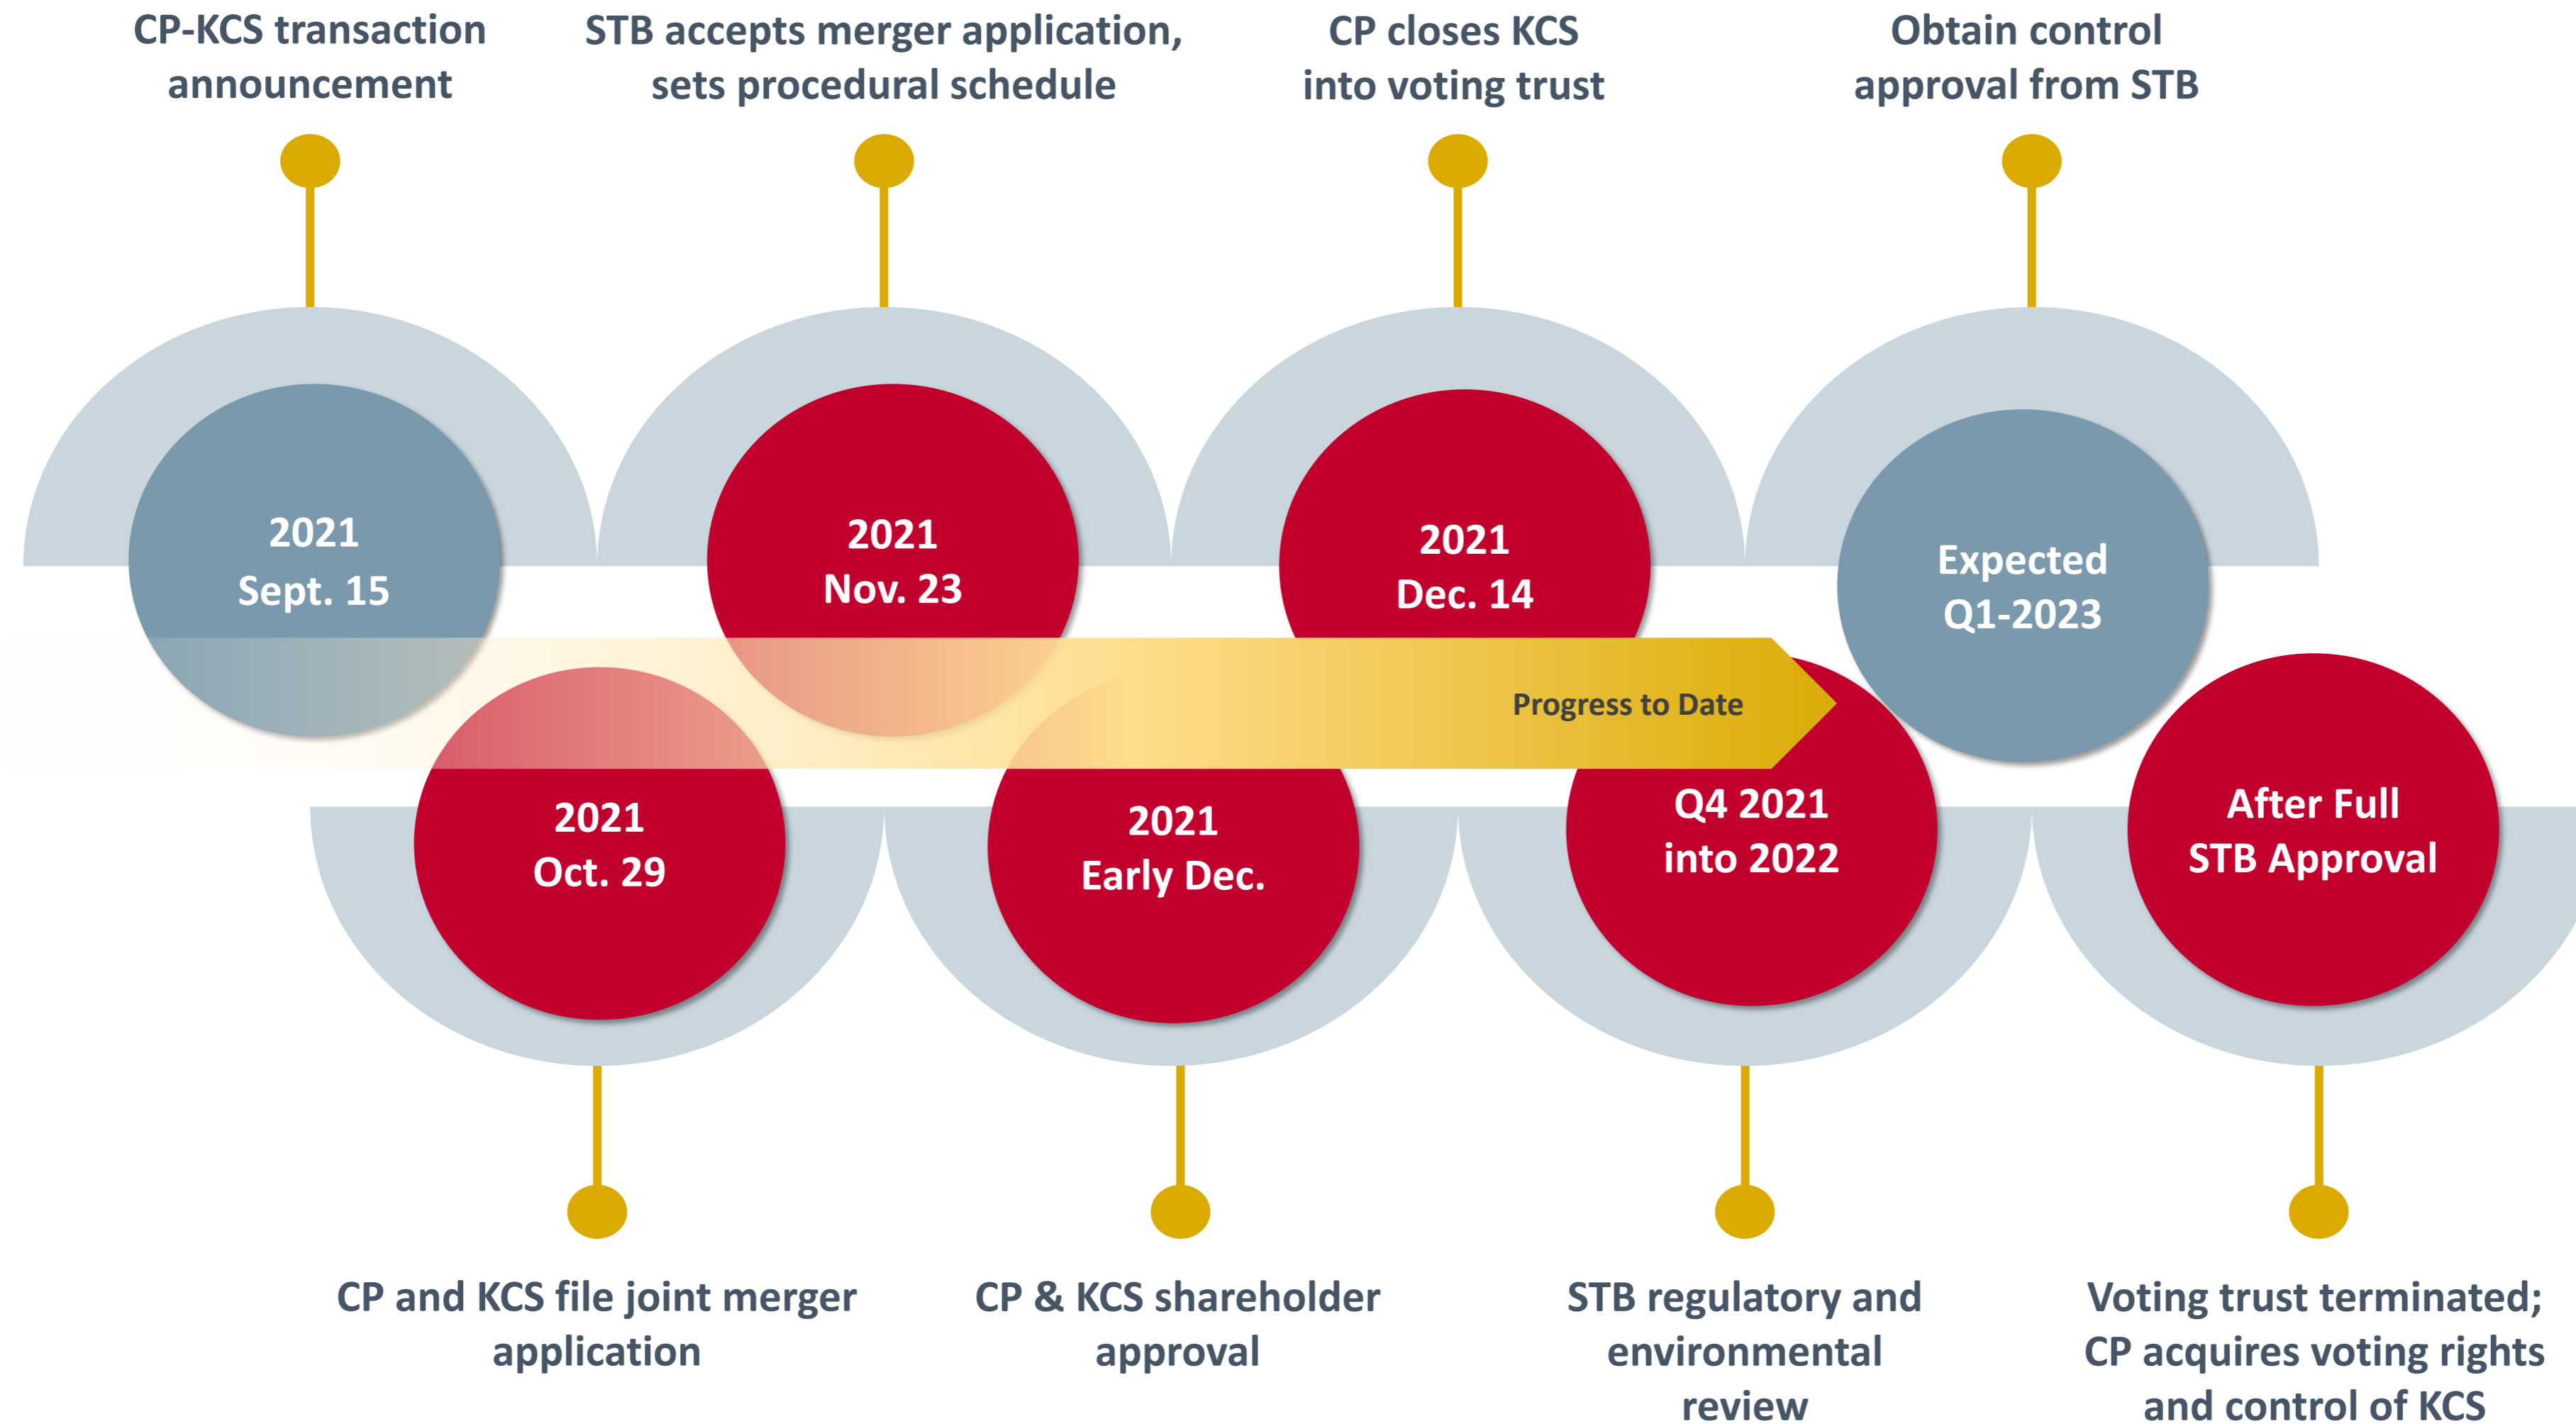 CP-KCS transaction
announcement
STB accepts merger application,
sets procedural schedule
CP closes KCS
into voting trust
Obtain control
approval from STB
2021
Sept. 15
2021
Nov. 23
2021
Dec. 14
Expected
Q1-2023
Progress to Date
2021
Oct. 29
2021
Early Dec.
Q4 2021
into 2022
After Full
STB Approval
CP and KCS file joint merger
application
CP & KCS shareholder
approval
STB regulatory and
environmental
review
Voting trust terminated;
CP acquires voting rights
and control of KCS